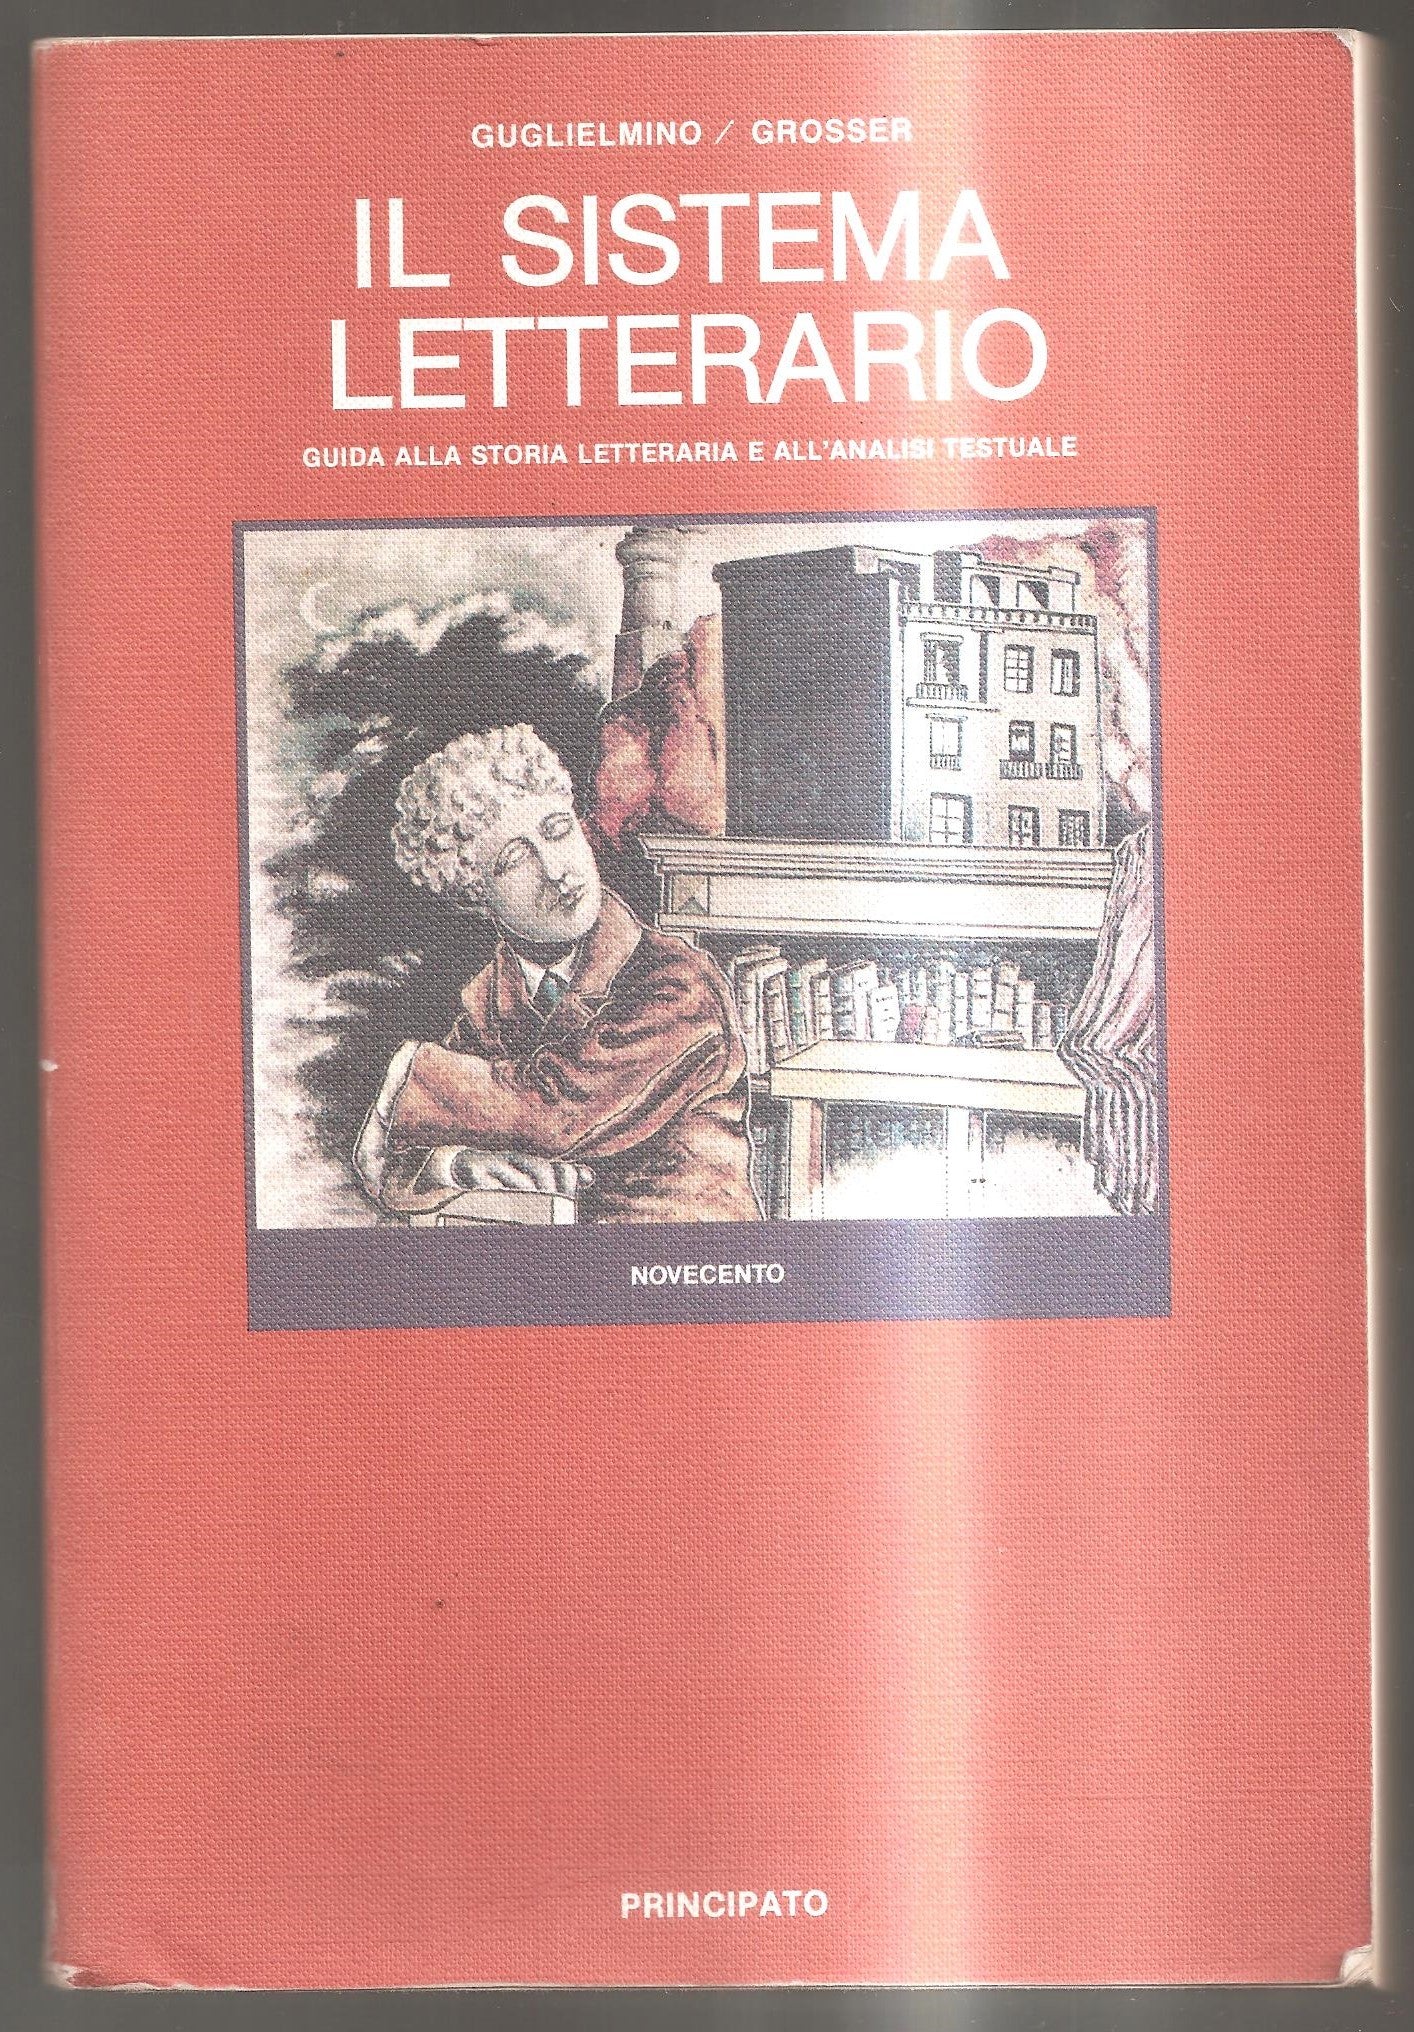 GUGLIELMINO / GROSSER
IL SISTEMA
LETTERARIO
GUIDA ALLA STORIA LETTERARIA E ALL'ANALISI TESTUALE
NOVECENTO
PRINCIPATO